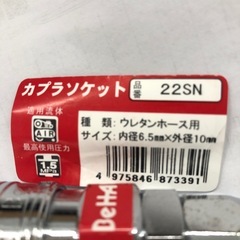 カプラソケット
品番 22SN
適用流体
AIR
最高使用圧力
1.5 MPa
種 類: ウレタンホース用
サイズ: 内径6.5mm×外径10mm
4 975846 873391
DeHA